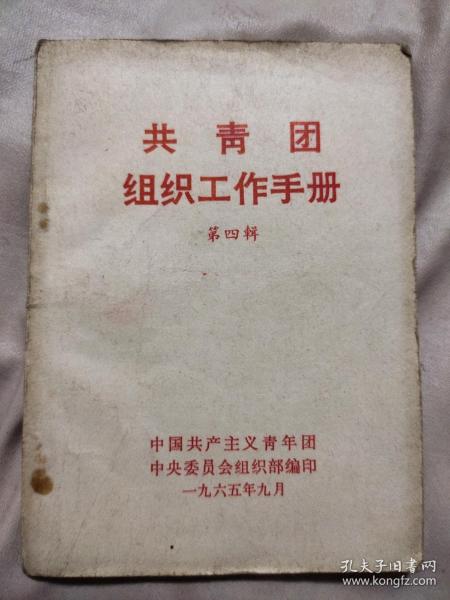 共青团
组织工作手册
第四辑
中国共产主义青年团
中央委员会组织部编印
一九六五年九月
孔夫子旧书网
www.kongfz.com